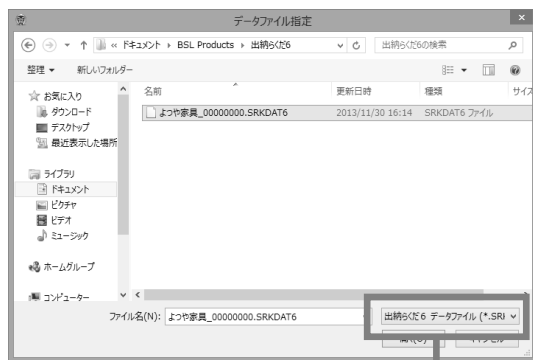 データファイル指定
« ドキュメント ▸ BSL Products ▸ 出納らくだ6
出納らくだ6の検索
整理 ▼ 新しいフォルダー
名前 更新日時 種類 サイズ
よつや家具_00000000.SRKDAT6 2013/11/30 16:14 SRKDAT6 ファイル
お気に入り
ダウンロード
デスクトップ
最近表示した場所
ライブラリ
ドキュメント
ピクチャ
ビデオ
ミュージック
ホームグループ
コンピューター
ファイル名(N): よつや家具_00000000.SRKDAT6
出納らくだ6 データファイル (*.SRI